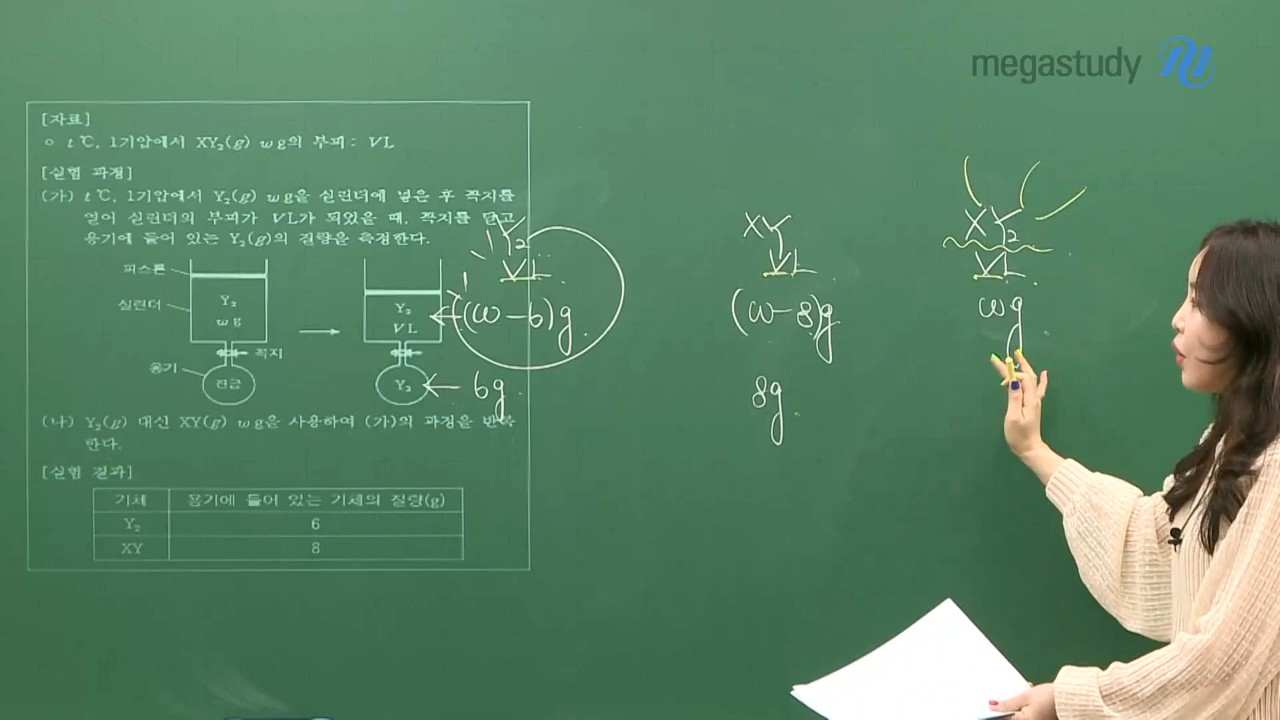 megastudy
[자료]
○ t ℃, 1기압에서 XY₂(g) w g의 부피 : V L
[실험 과정]
(가) t ℃, 1기압에서 Y₂(g) w g을 실린더에 넣은 후 꼭지를
열어 실린더의 부피가 V L가 되었을 때, 꼭지를 닫고
용기에 들어 있는 Y₂(g)의 질량을 측정한다.
피스톤
실린더
Y₂
w g
꼭지
용기
진공
Y₂
V L
Y₂
(나) Y₂(g) 대신 XY(g) w g을 사용하여 (가)의 과정을 반복
한다.
[실험 결과]
기체 용기에 들어 있는 기체의 질량(g)
Y₂ 6
XY 8
Y₂
VL
(w-6)g
6g
XY
VL
(w-8)g
8g
XY₂
VL
wg